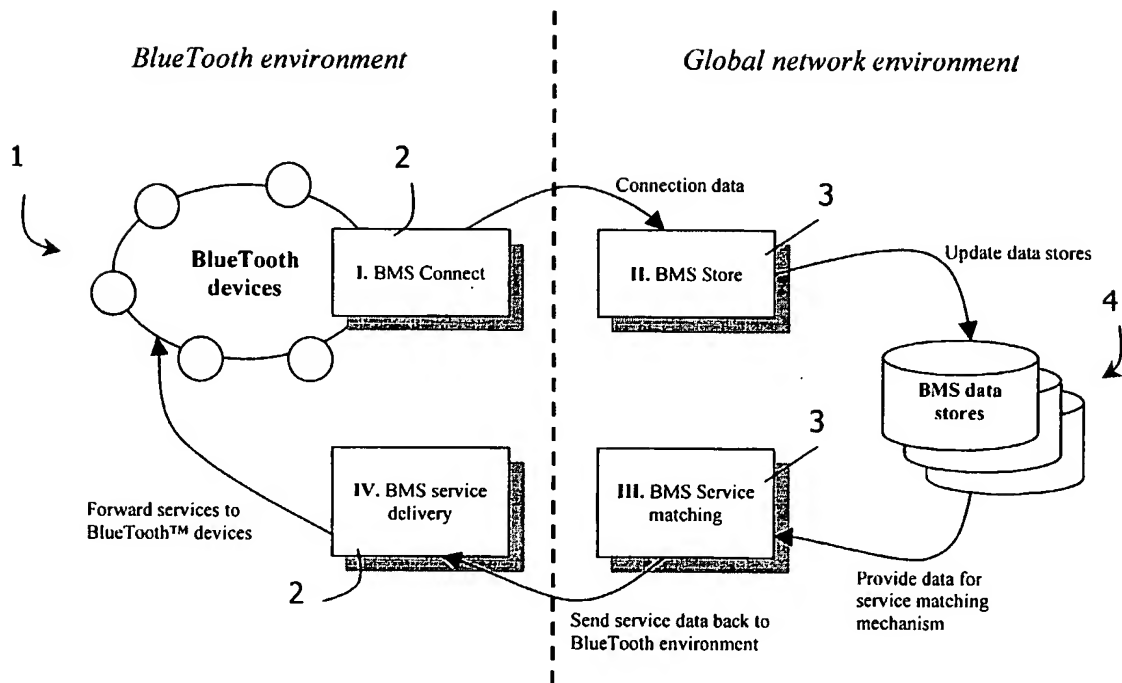 BlueTooth environment
Global network environment
1
2
Connection data
3
BlueTooth
devices
I. BMS Connect
II. BMS Store
Update data stores
4
BMS data
stores
3
IV. BMS service
delivery
III. BMS Service
matching
Forward services to
BlueTooth™ devices
2
Send service data back to
BlueTooth environment
Provide data for
service matching
mechanism